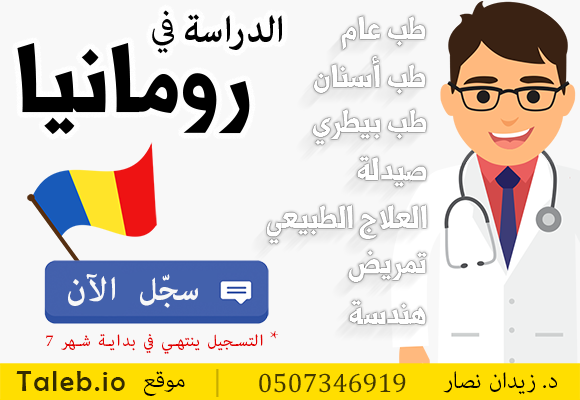 الدراسة في
رومانيا
طب عام
طب أسنان
طب بيطري
صيدلة
العلاج الطبيعي
تمريض
هندسة
سجّل الآن
* التسجيل ينتهي في بداية شهر 7
د. زيدان نصار | 0507346919 | موقع Taleb.io